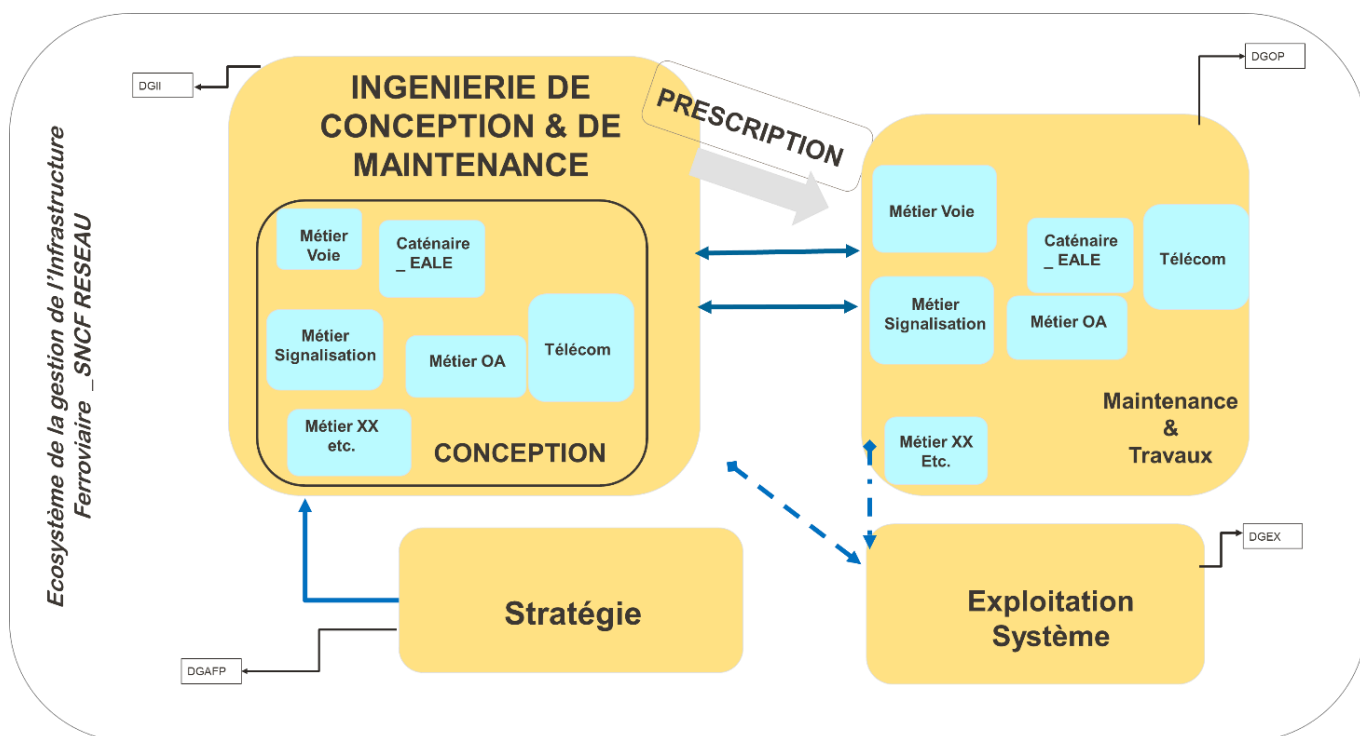 Ecosystème de la gestion de l'Infrastructure
Ferroviaire _SNCF RESEAU
DGII
INGENIERIE DE
CONCEPTION & DE
MAINTENANCE
Métier
Voie
Caténaire
_ EALE
Métier
Signalisation
Métier OA
Télécom
Métier XX
etc.
CONCEPTION
PRESCRIPTION
DGOP
Métier Voie
Caténaire
_ EALE
Télécom
Métier
Signalisation
Métier OA
Métier XX
Etc.
Maintenance
&
Travaux
Stratégie
DGAFP
Exploitation
Système
DGEX